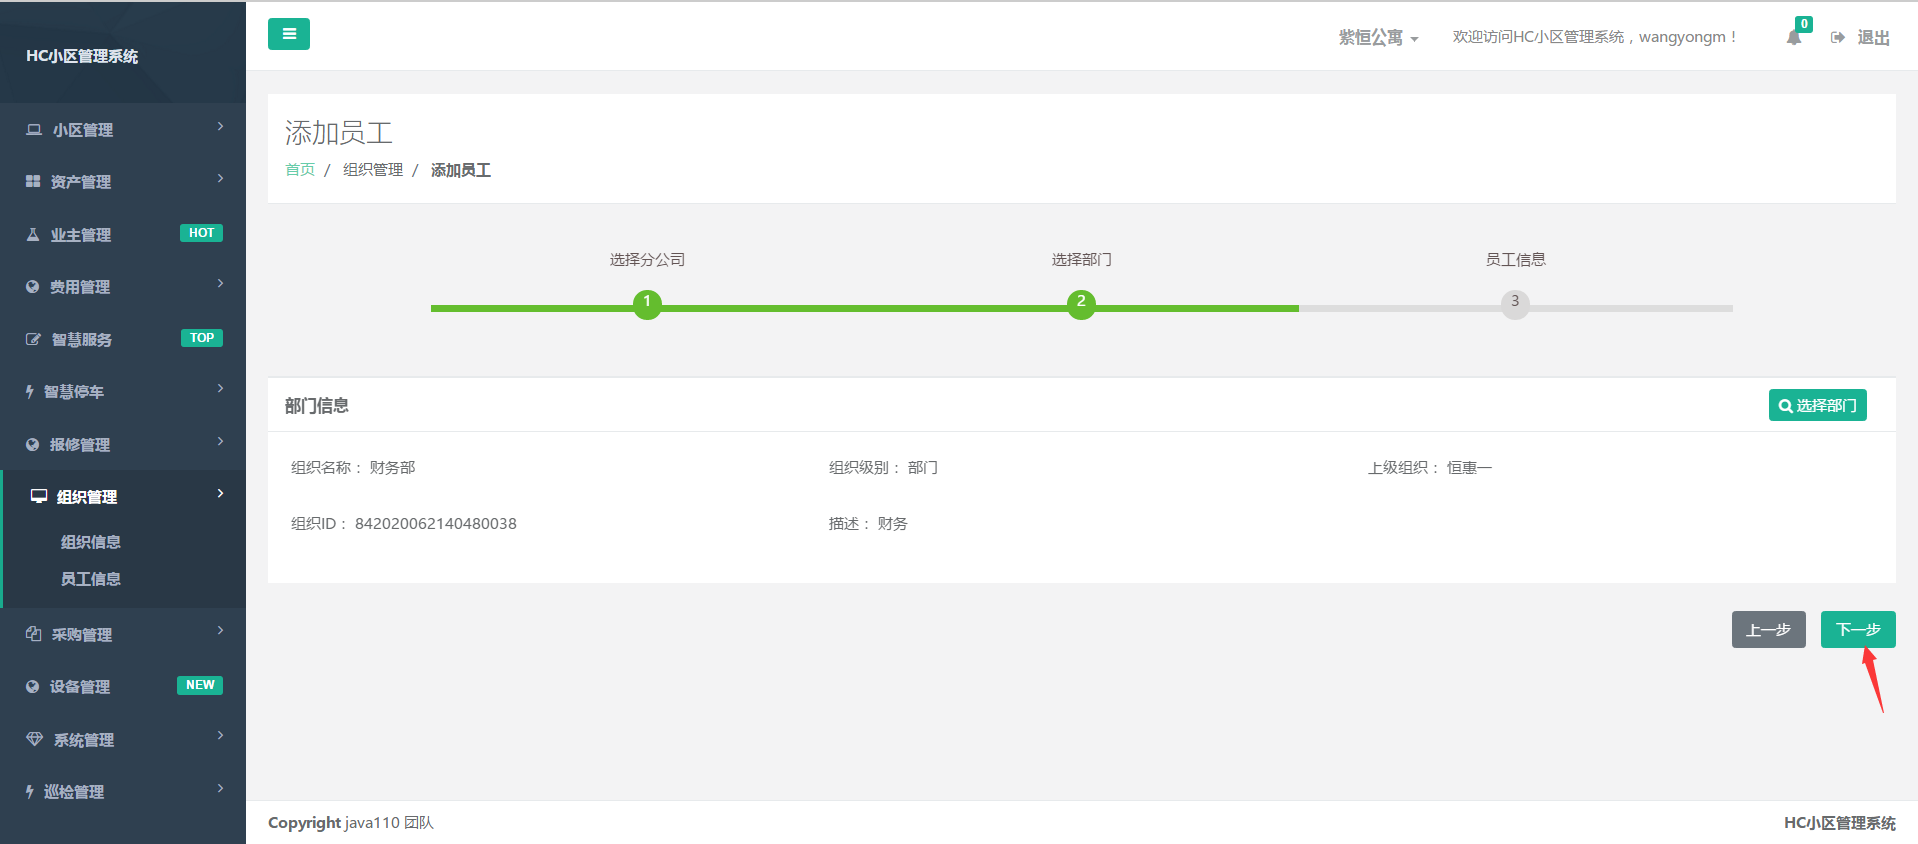 HC小区管理系统
小区管理
资产管理
业主管理 HOT
费用管理
智慧服务 TOP
智慧停车
报修管理
组织管理
组织信息
员工信息
采购管理
设备管理 NEW
系统管理
巡检管理
紫恒公寓 欢迎访问HC小区管理系统，wangyongm！ 0 退出
添加员工
首页 / 组织管理 / 添加员工
选择分公司 选择部门 员工信息
1 2 3
部门信息 选择部门
组织名称： 财务部 组织级别： 部门 上级组织： 恒惠一
组织ID： 842020062140480038 描述： 财务
上一步 下一步
Copyright java110 团队 HC小区管理系统